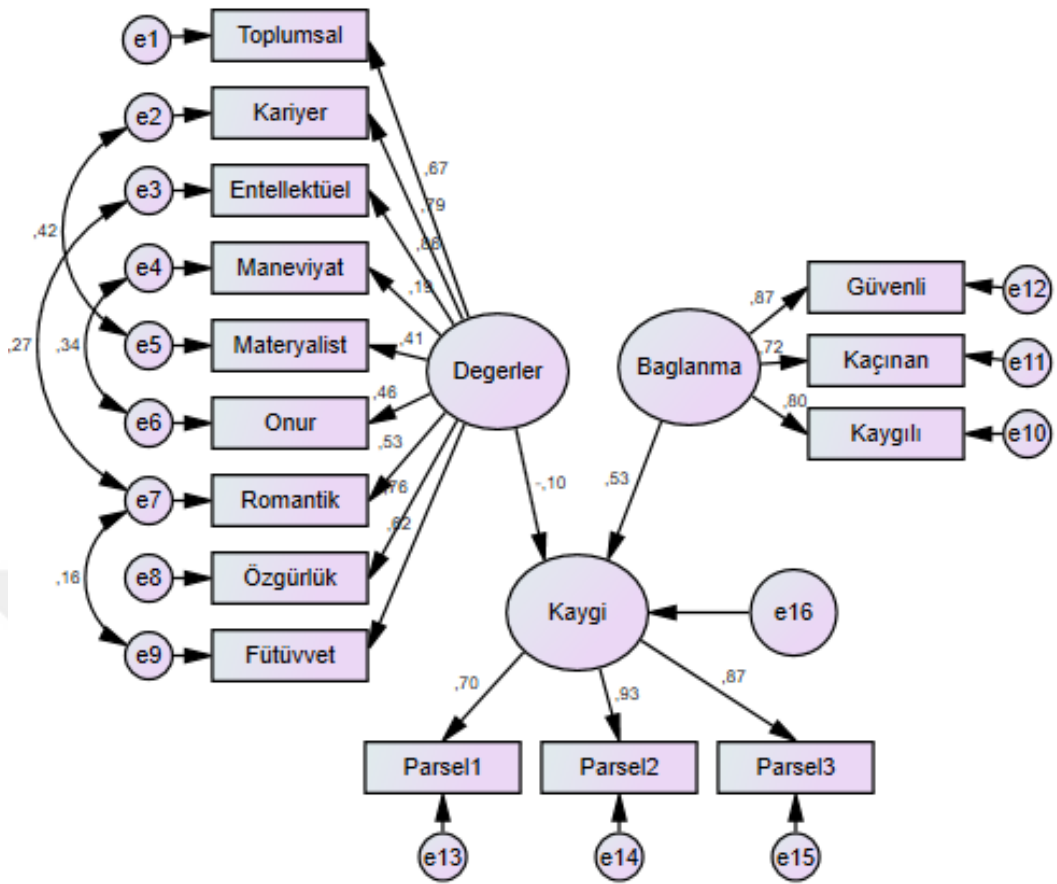 e1
Toplumsal
e2
Kariyer
e3
Entellektüel
e4
Maneviyat
e5
Materyalist
e6
Onur
e7
Romantik
e8
Özgürlük
e9
Fütüvvet
,42
,27
,34
,16
,67
,79
,86
,19
,41
,46
,53
,76
,62
Degerler
Baglanma
,87
,72
,80
Güvenli
e12
Kaçınan
e11
Kaygılı
e10
-,10
,53
Kaygi
e16
,70
,93
,87
Parsel1
Parsel2
Parsel3
e13
e14
e15